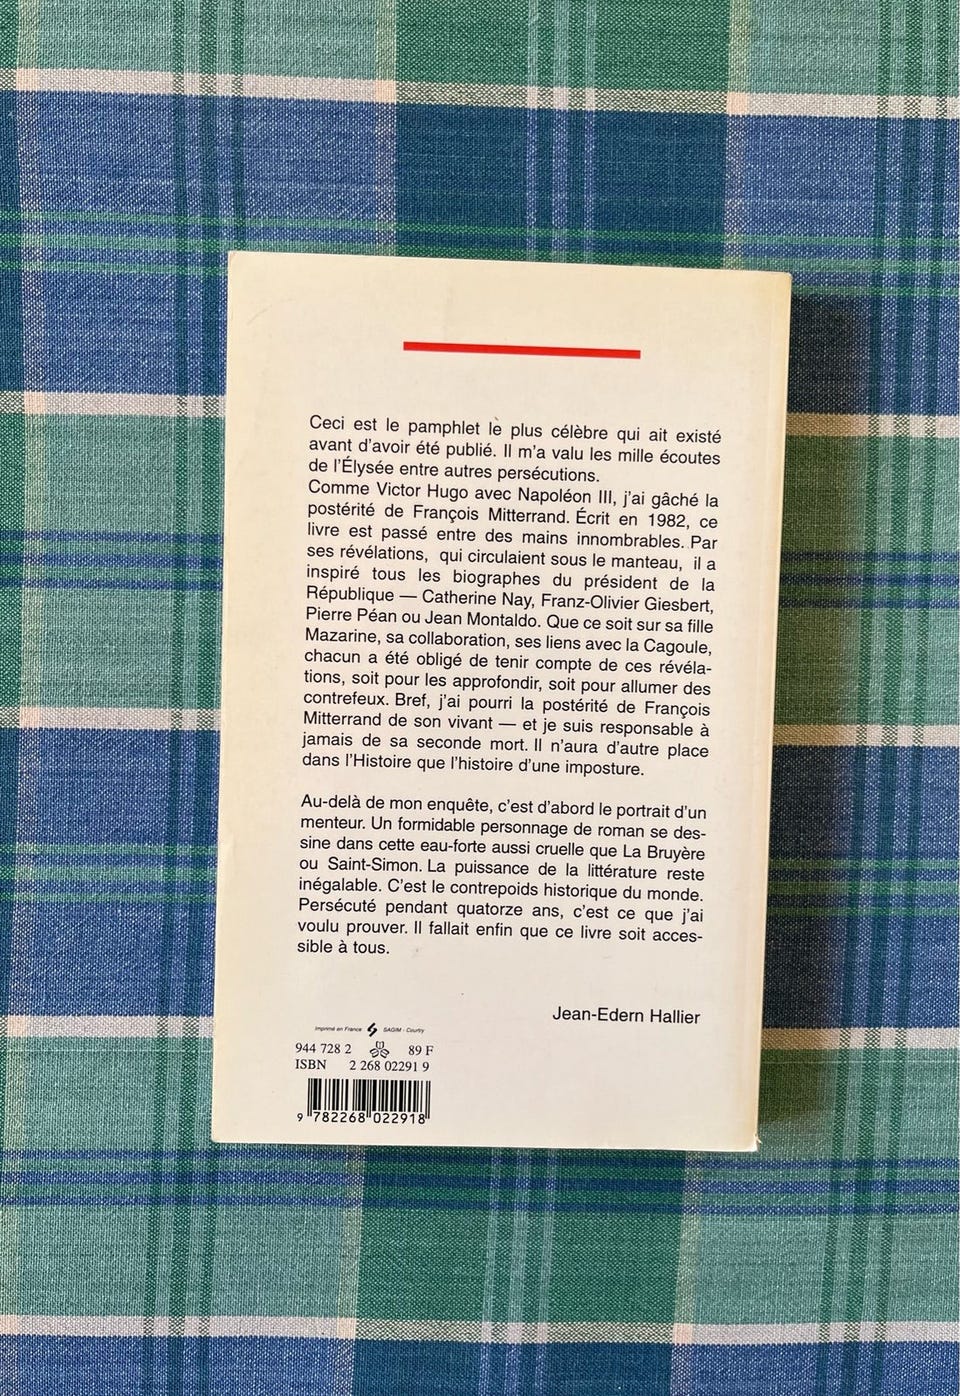 Ceci est le pamphlet le plus célèbre qui ait existé
avant d'avoir été publié. Il m'a valu les mille écoutes
de l'Élysée entre autres persécutions.
Comme Victor Hugo avec Napoléon III, j'ai gâché la
postérité de François Mitterrand. Écrit en 1982, ce
livre est passé entre des mains innombrables. Par
ses révélations, qui circulaient sous le manteau, il a
inspiré tous les biographes du président de la
République — Catherine Nay, Franz-Olivier Giesbert,
Pierre Péan ou Jean Montaldo. Que ce soit sur sa fille
Mazarine, sa collaboration, ses liens avec la Cagoule,
chacun a été obligé de tenir compte de ces révéla-
tions, soit pour les approfondir, soit pour allumer des
contrefeux. Bref, j'ai pourri la postérité de François
Mitterrand de son vivant — et je suis responsable à
jamais de sa seconde mort. Il n'aura d'autre place
dans l'Histoire que l'histoire d'une imposture.
Au-delà de mon enquête, c'est d'abord le portrait d'un
menteur. Un formidable personnage de roman se des-
sine dans cette eau-forte aussi cruelle que La Bruyère
ou Saint-Simon. La puissance de la littérature reste
inégalable. C'est le contrepoids historique du monde.
Persécuté pendant quatorze ans, c'est ce que j'ai
voulu prouver. Il fallait enfin que ce livre soit acces-
sible à tous.
Jean-Edern Hallier
Imprimé en France SAGIM - Courtry
944 728 2 89 F
ISBN 2 268 02291 9
9 782268 022918